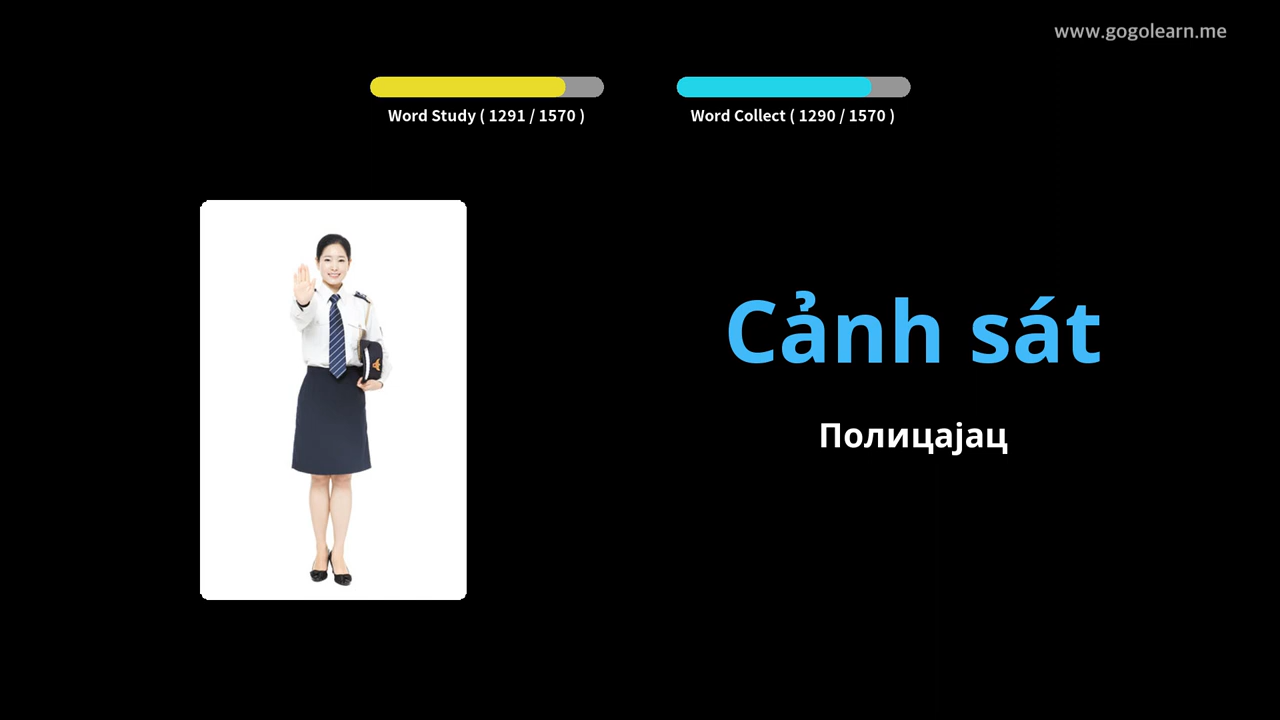 www.gogolearn.me
Word Study ( 1291 / 1570 )
Word Collect ( 1290 / 1570 )
Cảnh sát
Полицајац